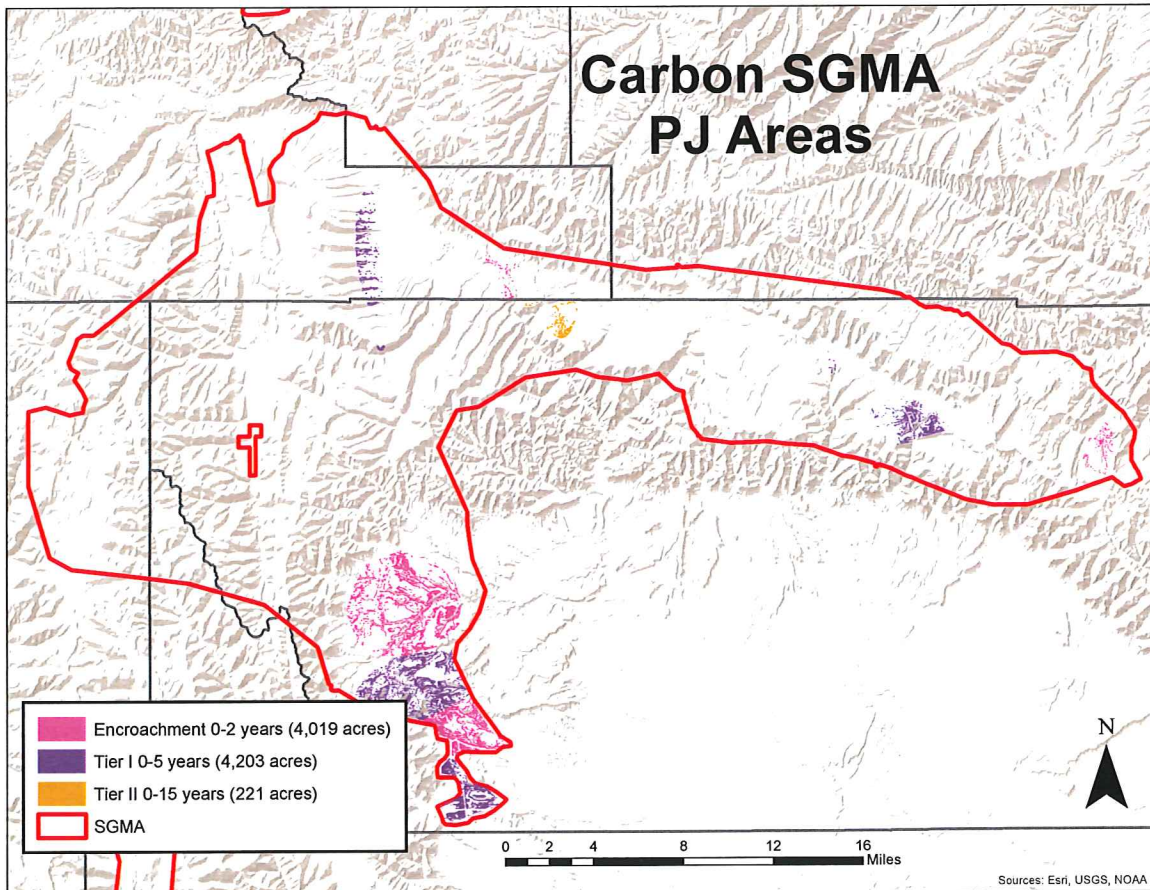 Carbon SGMA
PJ Areas
Encroachment 0-2 years (4,019 acres)
Tier I 0-5 years (4,203 acres)
Tier II 0-15 years (221 acres)
SGMA
N
0 2 4 8 12 16
Miles
Sources: Esri, USGS, NOAA